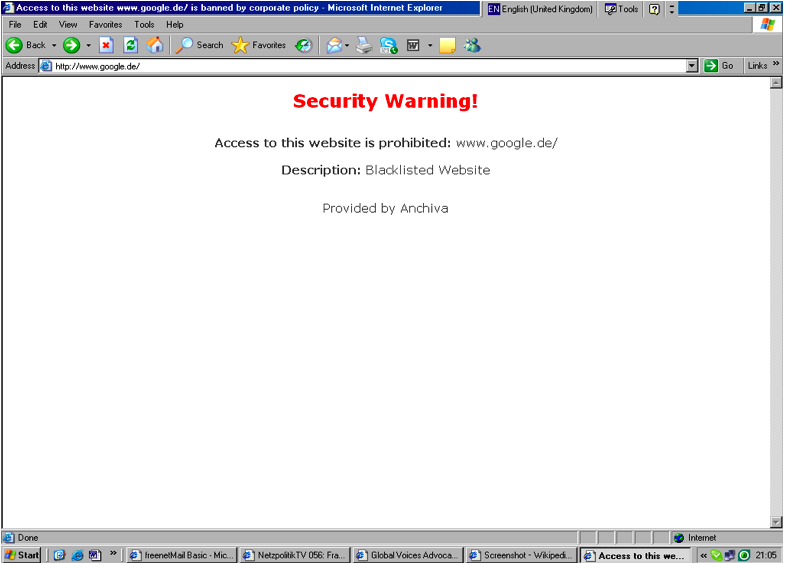 Access to this website www.google.de/ is banned by corporate policy - Microsoft Internet Explorer
EN English (United Kingdom) Tools ?
File Edit View Favorites Tools Help
Back Search Favorites W
Address http://www.google.de/ Go Links »
Security Warning!
Access to this website is prohibited: www.google.de/
Description: Blacklisted Website
Provided by Anchiva
Done Internet
Start » freenetMail Basic - Mic... NetzpolitikTV 056: Fra... Global Voices Advoca... Screenshot - Wikipedi... Access to this we... « 21:05